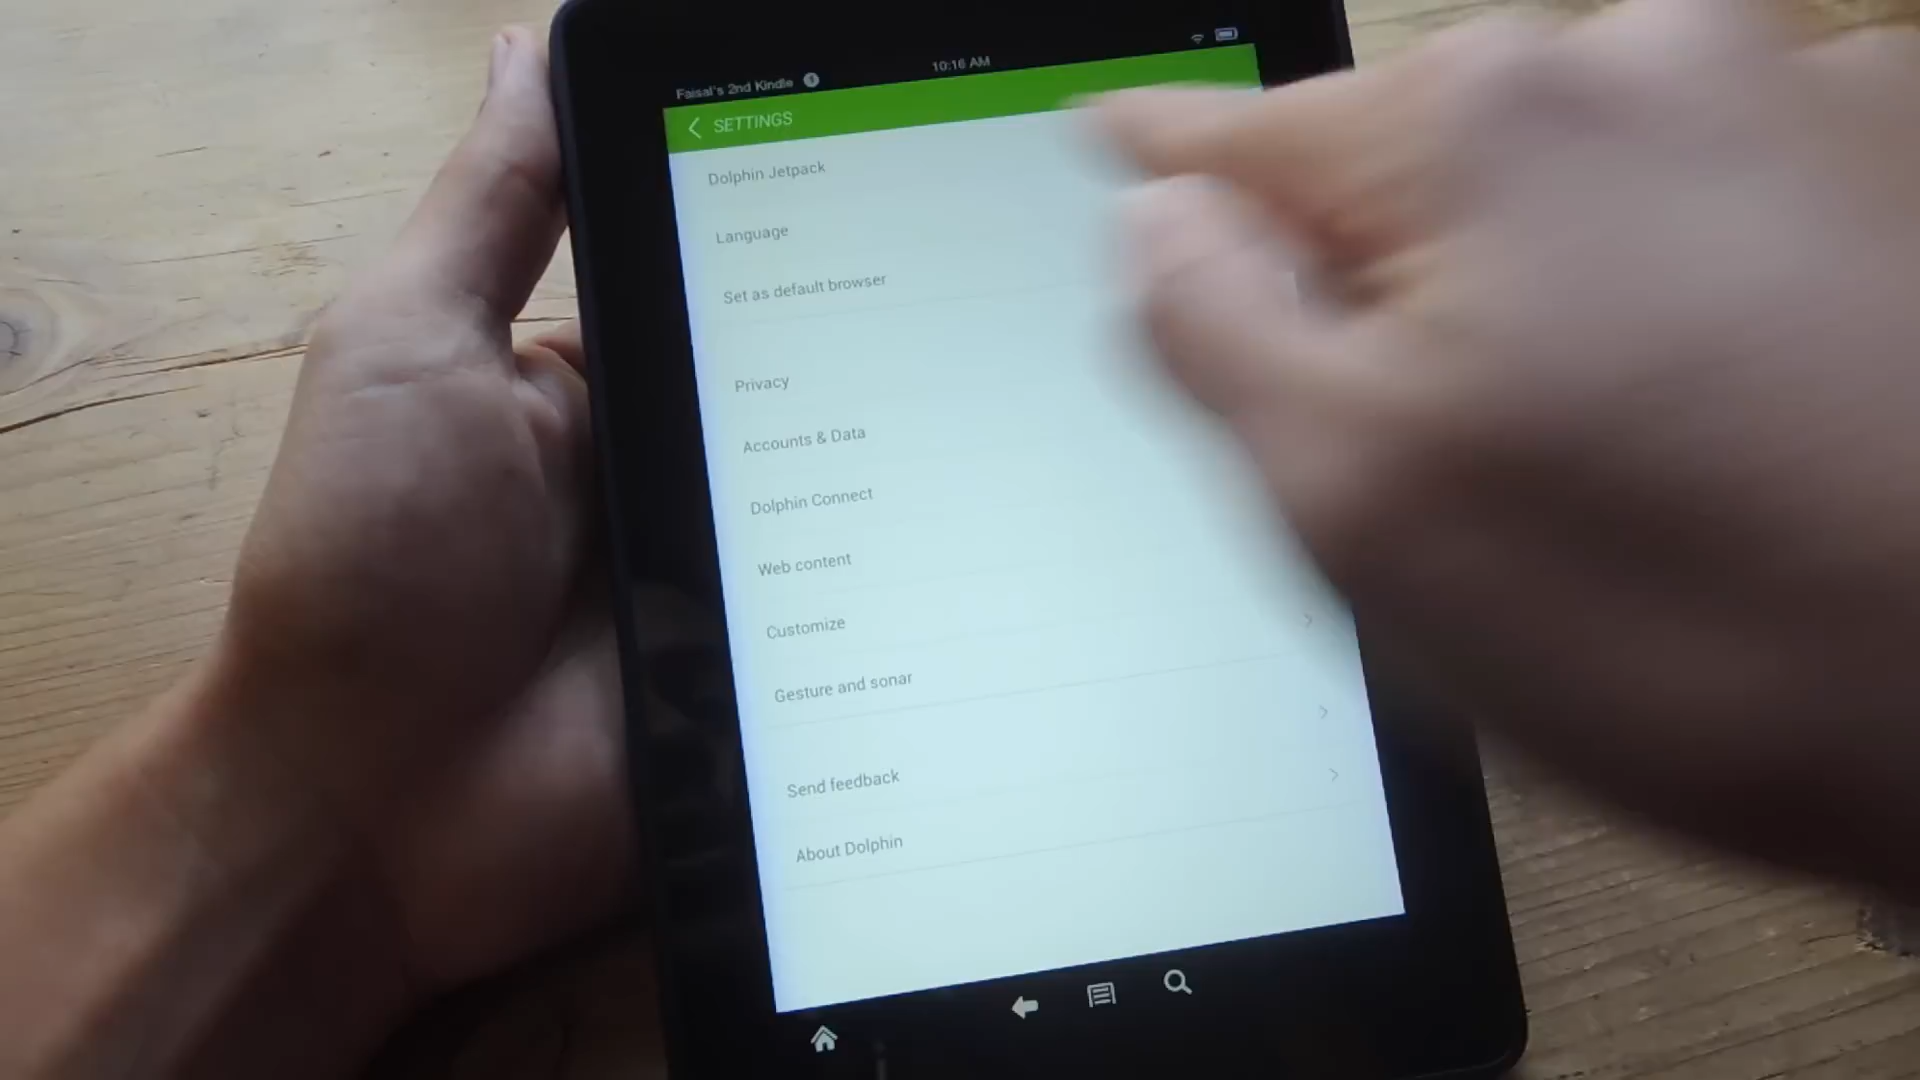 Faisal's 2nd Kindle 1
10:16 AM
SETTINGS
Dolphin Jetpack
Language
Set as default browser
Privacy
Accounts & Data
Dolphin Connect
Web content
Customize
Gesture and sonar
Send feedback
About Dolphin